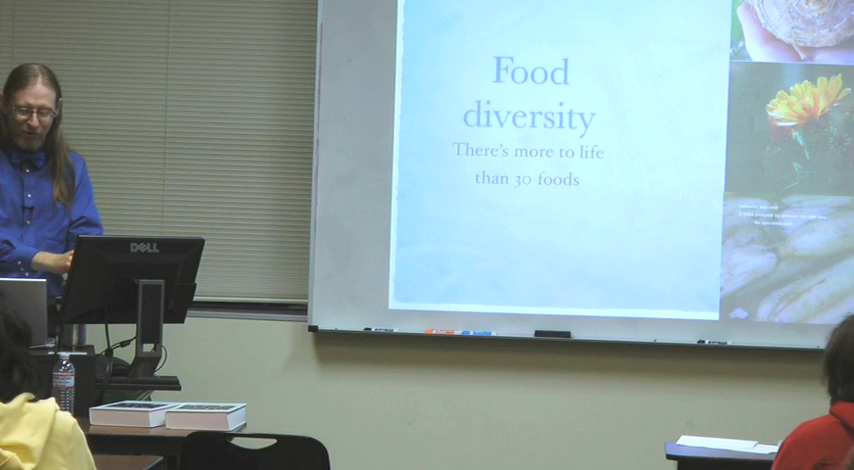 Food
diversity
There's more to life
than 30 foods
DELL